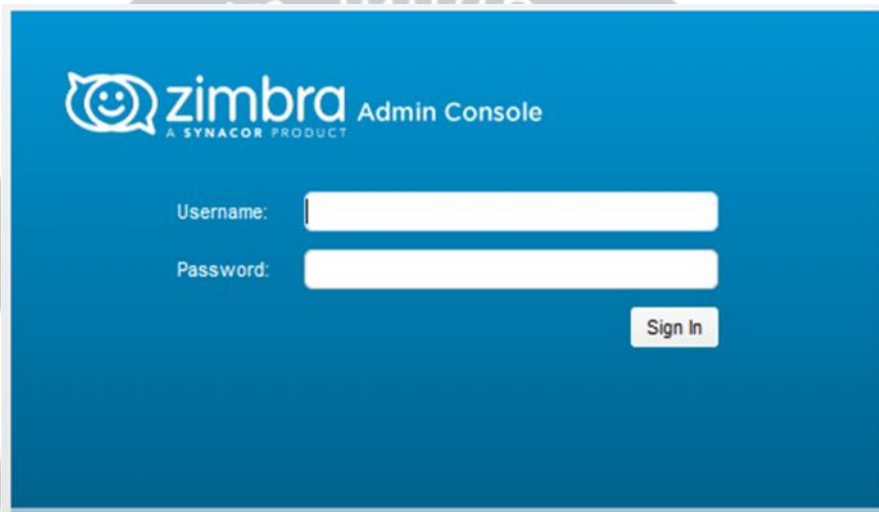 zimbra Admin Console
A SYNACOR PRODUCT
Username:
Password:
Sign In